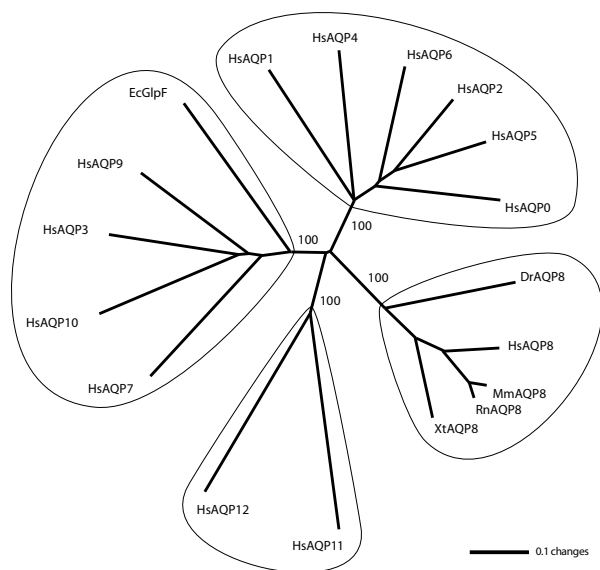 HsAQP4
HsAQP1
HsAQP6
HsAQP2
EcGlpF
HsAQP5
HsAQP9
HsAQP0
HsAQP3
100
100
100
DrAQP8
100
HsAQP10
HsAQP8
HsAQP7
MmAQP8
RnAQP8
XtAQP8
HsAQP12
HsAQP11
0.1 changes